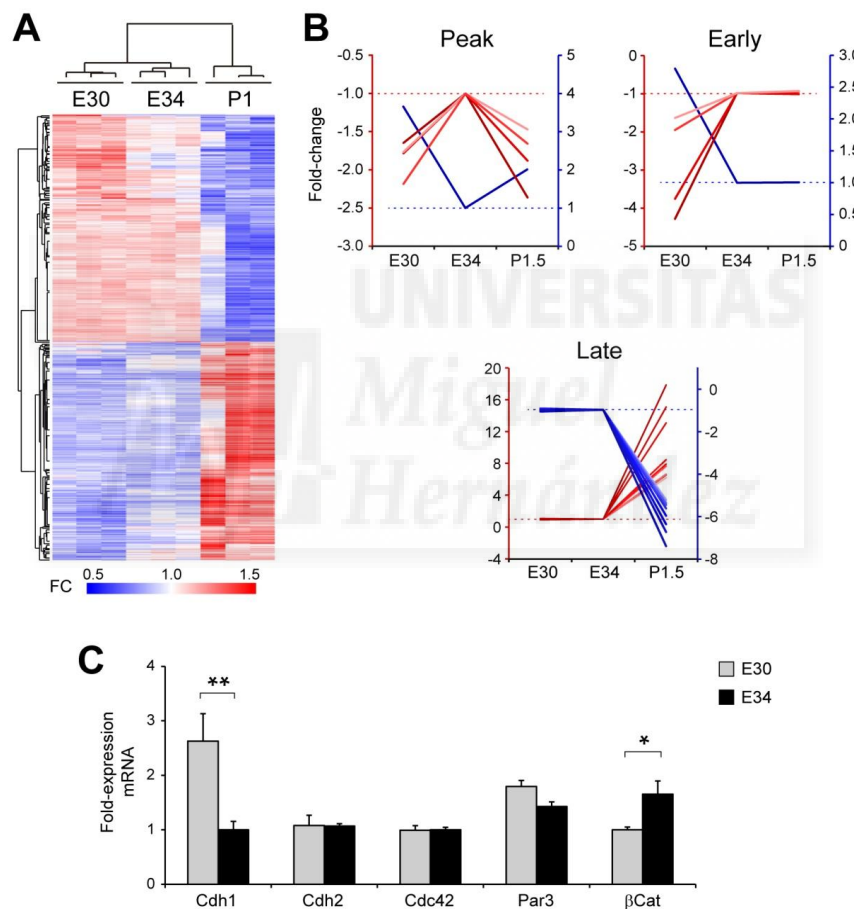 A
E30 E34 P1
FC 0.5 1.0 1.5
B
Peak
Fold-change
-0.5
-1.0
-1.5
-2.0
-2.5
-3.0
5
4
3
2
1
0
E30 E34 P1.5
Early
0
-1
-2
-3
-4
-5
3.0
2.5
2.0
1.5
1.0
0.5
0
E30 E34 P1.5
UNIVERSITAS
Miguel
Hernández
Late
20
16
12
8
4
0
-4
0
-2
-4
-6
-8
E30 E34 P1.5
C
Fold-expression
mRNA
4
3
2
1
0
**
*
E30
E34
Cdh1 Cdh2 Cdc42 Par3 βCat